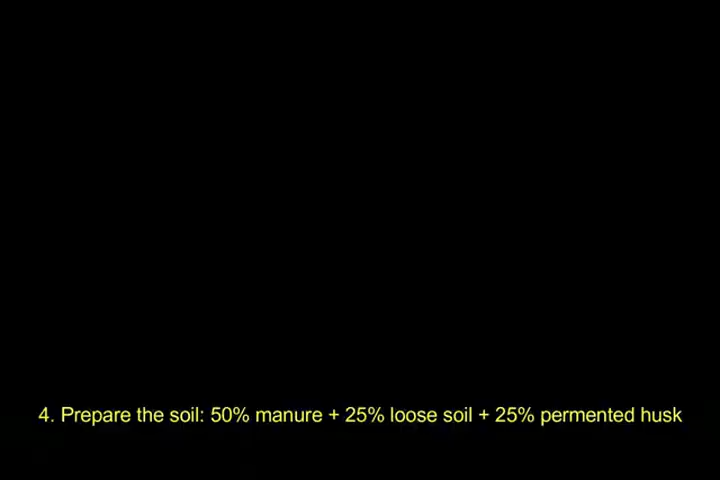 4. Prepare the soil: 50% manure + 25% loose soil + 25% permented husk